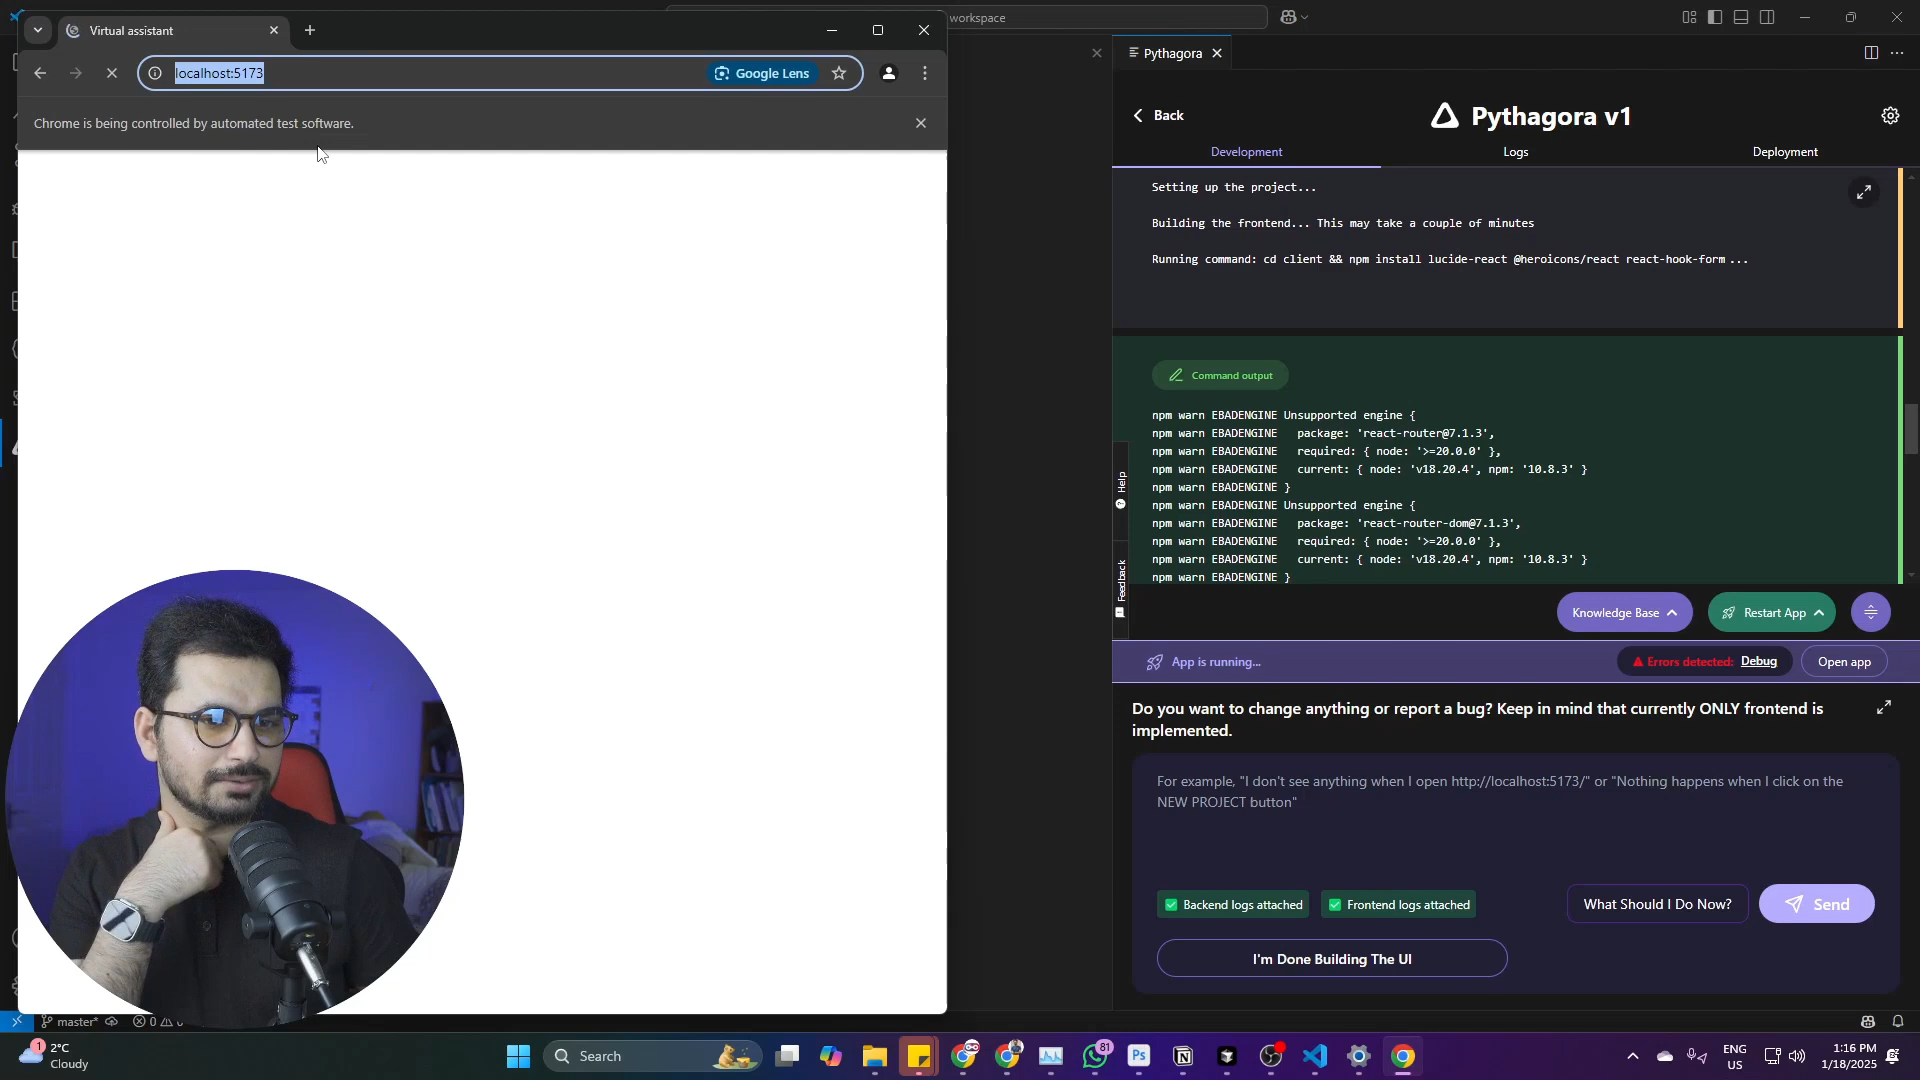 Virtual assistant
workspace
localhost:5173
Google Lens
Chrome is being controlled by automated test software.
Pythagora
Back
Pythagora v1
Development
Logs
Deployment
Setting up the project...
Building the frontend... This may take a couple of minutes
Running command: cd client && npm install lucide-react @heroicons/react react-hook-form ...
Command output
npm warn EBADENGINE Unsupported engine {
npm warn EBADENGINE   package: 'react-router@7.1.3',
npm warn EBADENGINE   required: { node: '>=20.0.0' },
npm warn EBADENGINE   current: { node: 'v18.20.4', npm: '10.8.3' }
npm warn EBADENGINE }
npm warn EBADENGINE Unsupported engine {
npm warn EBADENGINE   package: 'react-router-dom@7.1.3',
npm warn EBADENGINE   required: { node: '>=20.0.0' },
npm warn EBADENGINE   current: { node: 'v18.20.4', npm: '10.8.3' }
npm warn EBADENGINE }
Help
Feedback
Knowledge Base
Restart App
App is running...
Errors detected: Debug
Open app
Do you want to change anything or report a bug? Keep in mind that currently ONLY frontend is
implemented.
For example, "I don't see anything when I open http://localhost:5173/" or "Nothing happens when I click on the
NEW PROJECT button"
Backend logs attached
Frontend logs attached
What Should I Do Now?
Send
I'm Done Building The UI
master*
0
1
2°C
Cloudy
Search
81
Ps
ENG
US
1:16 PM
1/18/2025